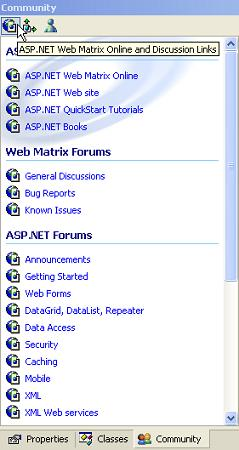 Community
AS
ASP.NET Web Matrix Online and Discussion Links
ASP.NET Web Matrix Online
ASP.NET Web site
ASP.NET QuickStart Tutorials
ASP.NET Books
Web Matrix Forums
General Discussions
Bug Reports
Known Issues
ASP.NET Forums
Announcements
Getting Started
Web Forms
DataGrid, DataList, Repeater
Data Access
Security
Caching
Mobile
XML
XML Web services
Properties Classes Community